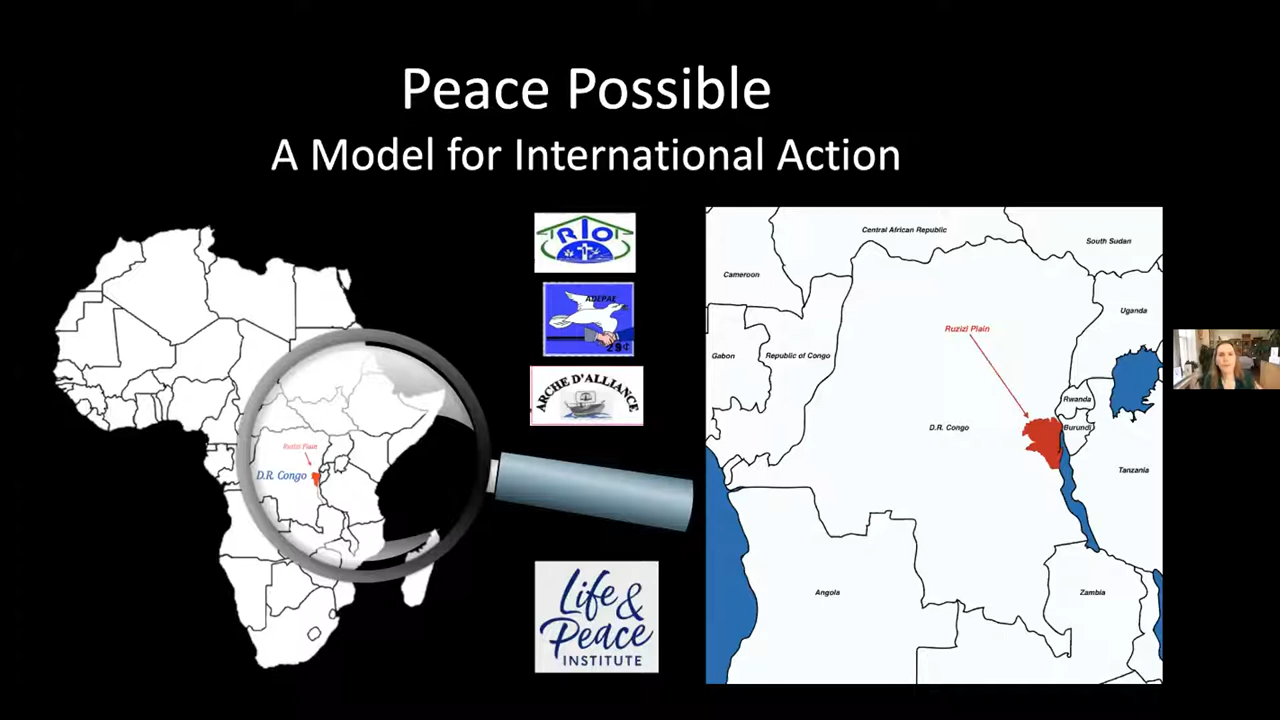 Peace Possible
A Model for International Action
Ruzizi Plain
D.R. Congo
RIO
ADEPAE
29¢
ARCHE D'ALLIANCE
Life &
Peace
INSTITUTE
Central African Republic
South Sudan
Cameroon
Uganda
Ruzizi Plain
Gabon
Republic of Congo
Rwanda
D.R. Congo
Burundi
Tanzania
Angola
Zambia